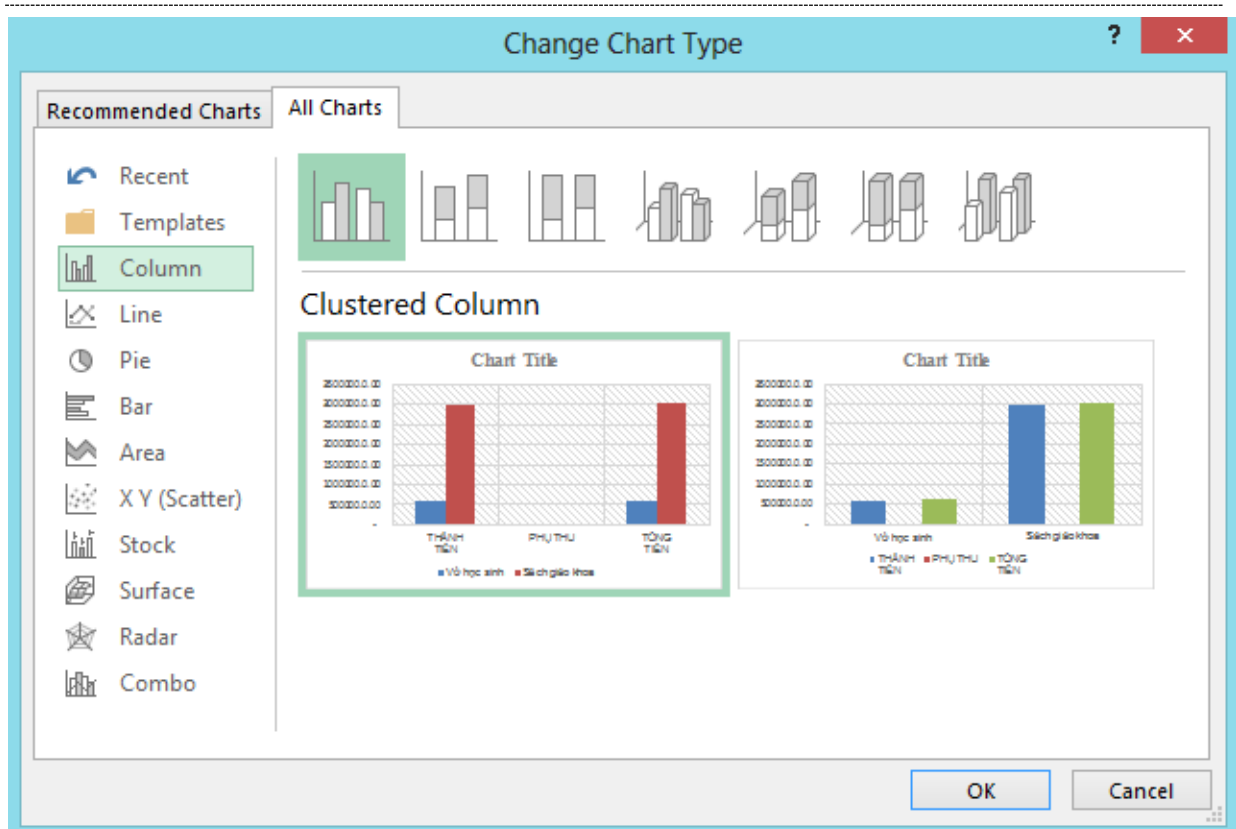 Change Chart Type
?
Recommended Charts
All Charts
Recent
Templates
Column
Line
Pie
Bar
Area
X Y (Scatter)
Stock
Surface
Radar
Combo
Clustered Column
Chart Title
THÀNH TIỀN
PHỤ THU
TỔNG TIỀN
Vở học sinh
Sách giáo khoa
Chart Title
Vở học sinh
Sách giáo khoa
THÀNH TIỀN
PHỤ THU
TỔNG TIỀN
OK
Cancel